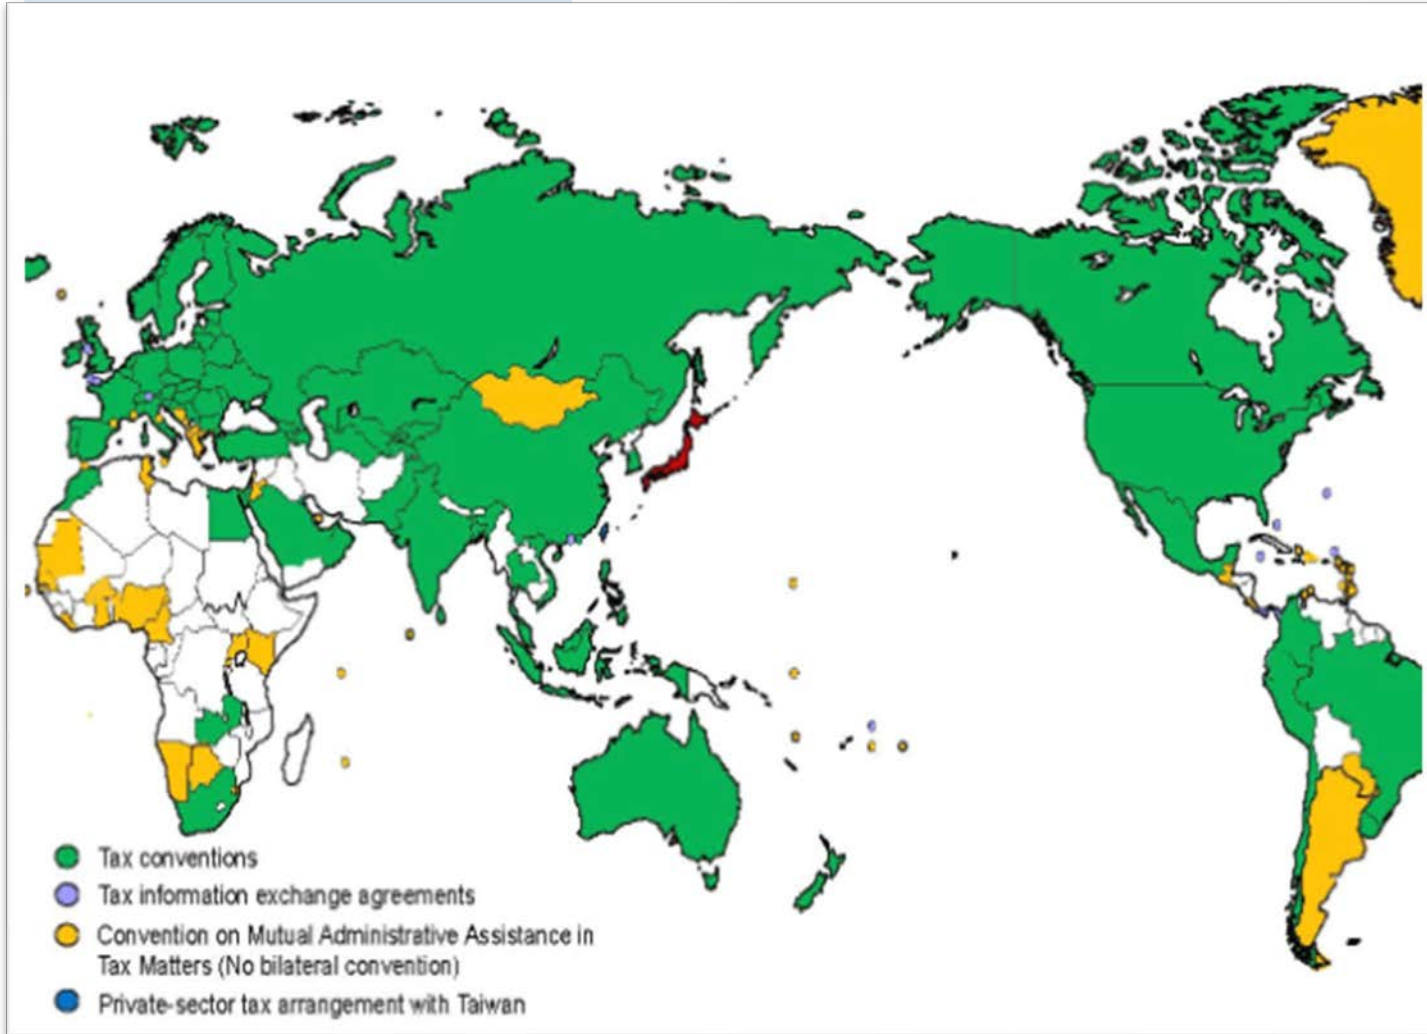 Tax conventions
Tax information exchange agreements
Convention on Mutual Administrative Assistance in
Tax Matters (No bilateral convention)
Private-sector tax arrangement with Taiwan